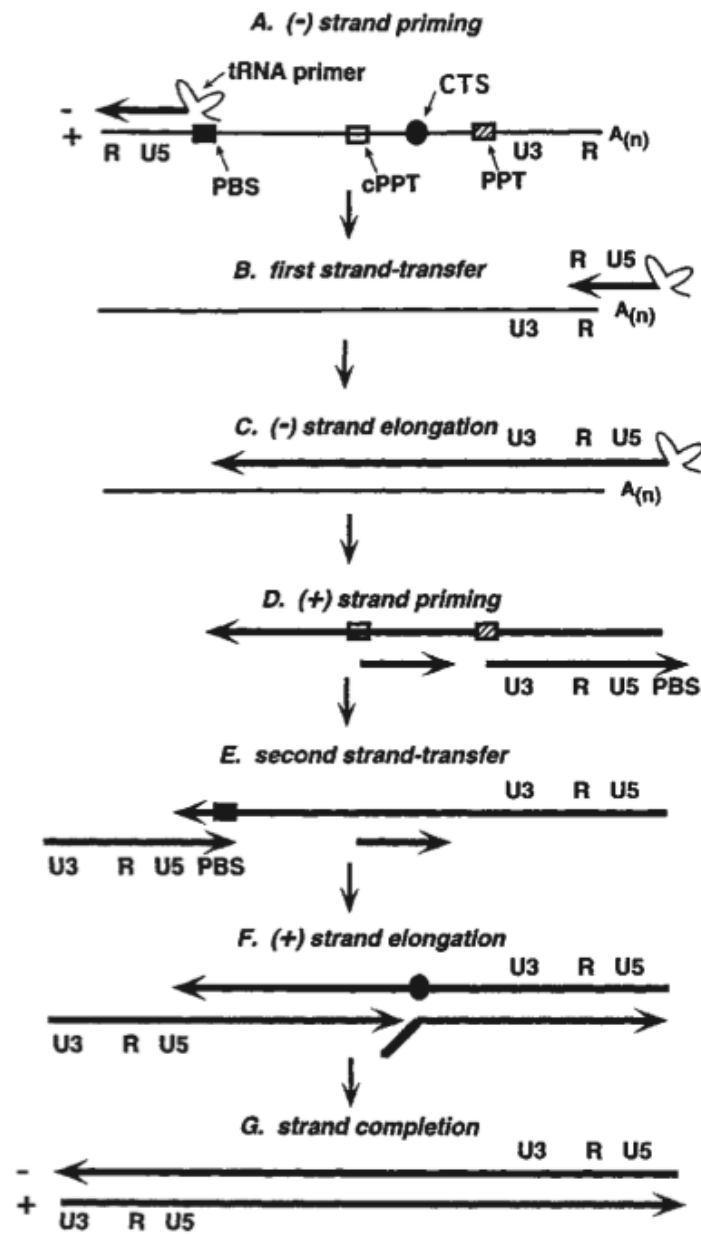 A. (-) strand priming
tRNA primer
CTS
-
+
R U5 U3 R A(n)
PBS cPPT PPT
B. first strand-transfer
R U5
A(n)
U3 R
C. (-) strand elongation
U3 R U5
A(n)
D. (+) strand priming
U3 R U5 PBS
E. second strand-transfer
U3 R U5
U3 R U5 PBS
F. (+) strand elongation
U3 R U5
U3 R U5
G. strand completion
U3 R U5
-
+
U3 R U5